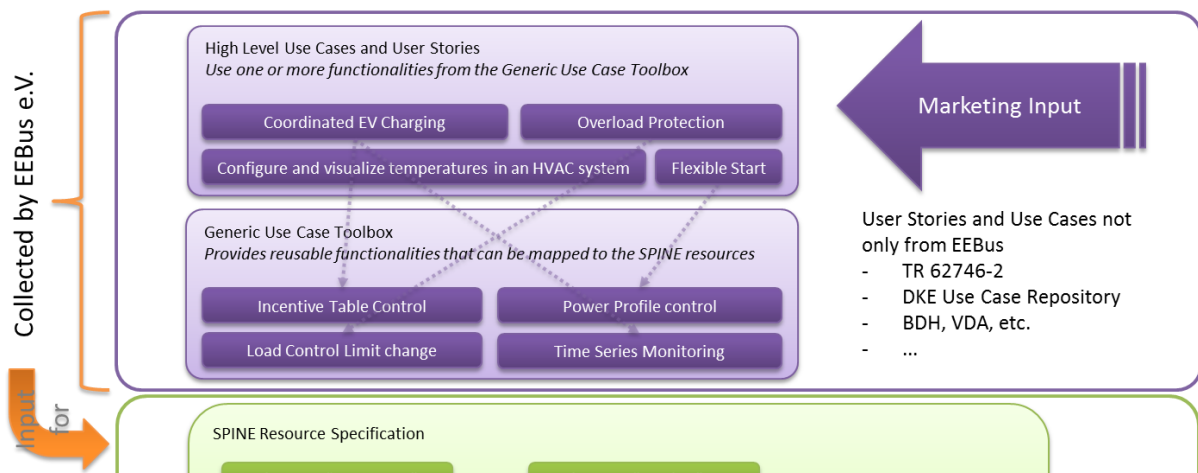 Collected by EEBus e.V.
High Level Use Cases and User Stories
Use one or more functionalities from the Generic Use Case Toolbox
Coordinated EV Charging
Overload Protection
Configure and visualize temperatures in an HVAC system
Flexible Start
Marketing Input
Generic Use Case Toolbox
Provides reusable functionalities that can be mapped to the SPINE resources
Incentive Table Control
Power Profile control
Load Control Limit change
Time Series Monitoring
User Stories and Use Cases not
only from EEBus
- TR 62746-2
- DKE Use Case Repository
- BDH, VDA, etc.
- ...
Input
for
SPINE Resource Specification